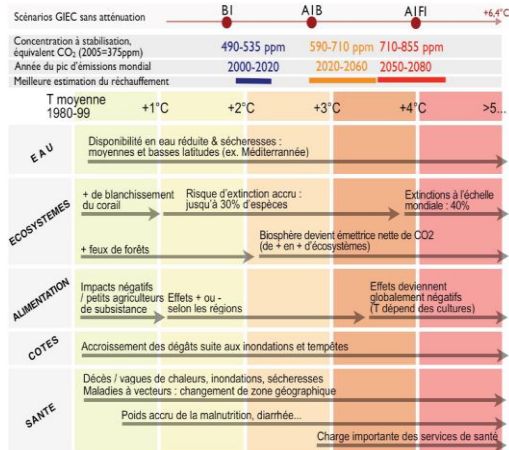 Scénarios GIEC sans atténuation
BI
AIB
AIFI
+6,4°C
Concentration à stabilisation,
équivalent CO₂ (2005=375ppm)
490-535 ppm
590-710 ppm
710-855 ppm
Année du pic d'émissions mondial
2000-2020
2020-2060
2050-2080
Meilleure estimation du réchauffement
T moyenne
1980-99
+1°C
+2°C
+3°C
+4°C
>5...
EAU
Disponibilité en eau réduite & sécheresses :
moyennes et basses latitudes (ex. Méditerrannée)
ECOSYSTÈMES
+ de blanchissement
du corail
Risque d'extinction accru :
jusqu'à 30% d'espèces
Extinctions à l'échelle
mondiale : 40%
+ feux de forêts
Biosphère devient émettrice nette de CO2
(de + en + d'écosystèmes)
ALIMENTATION
Impacts négatifs
/ petits agriculteurs
de subsistance
Effets + ou -
selon les régions
Effets deviennent
globalement négatifs
(T dépend des cultures)
COTES
Accroissement des dégâts suite aux inondations et tempêtes
SANTE
Décès / vagues de chaleurs, inondations, sécheresses
Maladies à vecteurs : changement de zone géographique
Poids accru de la malnutrition, diarrhée...
Charge importante des services de santé